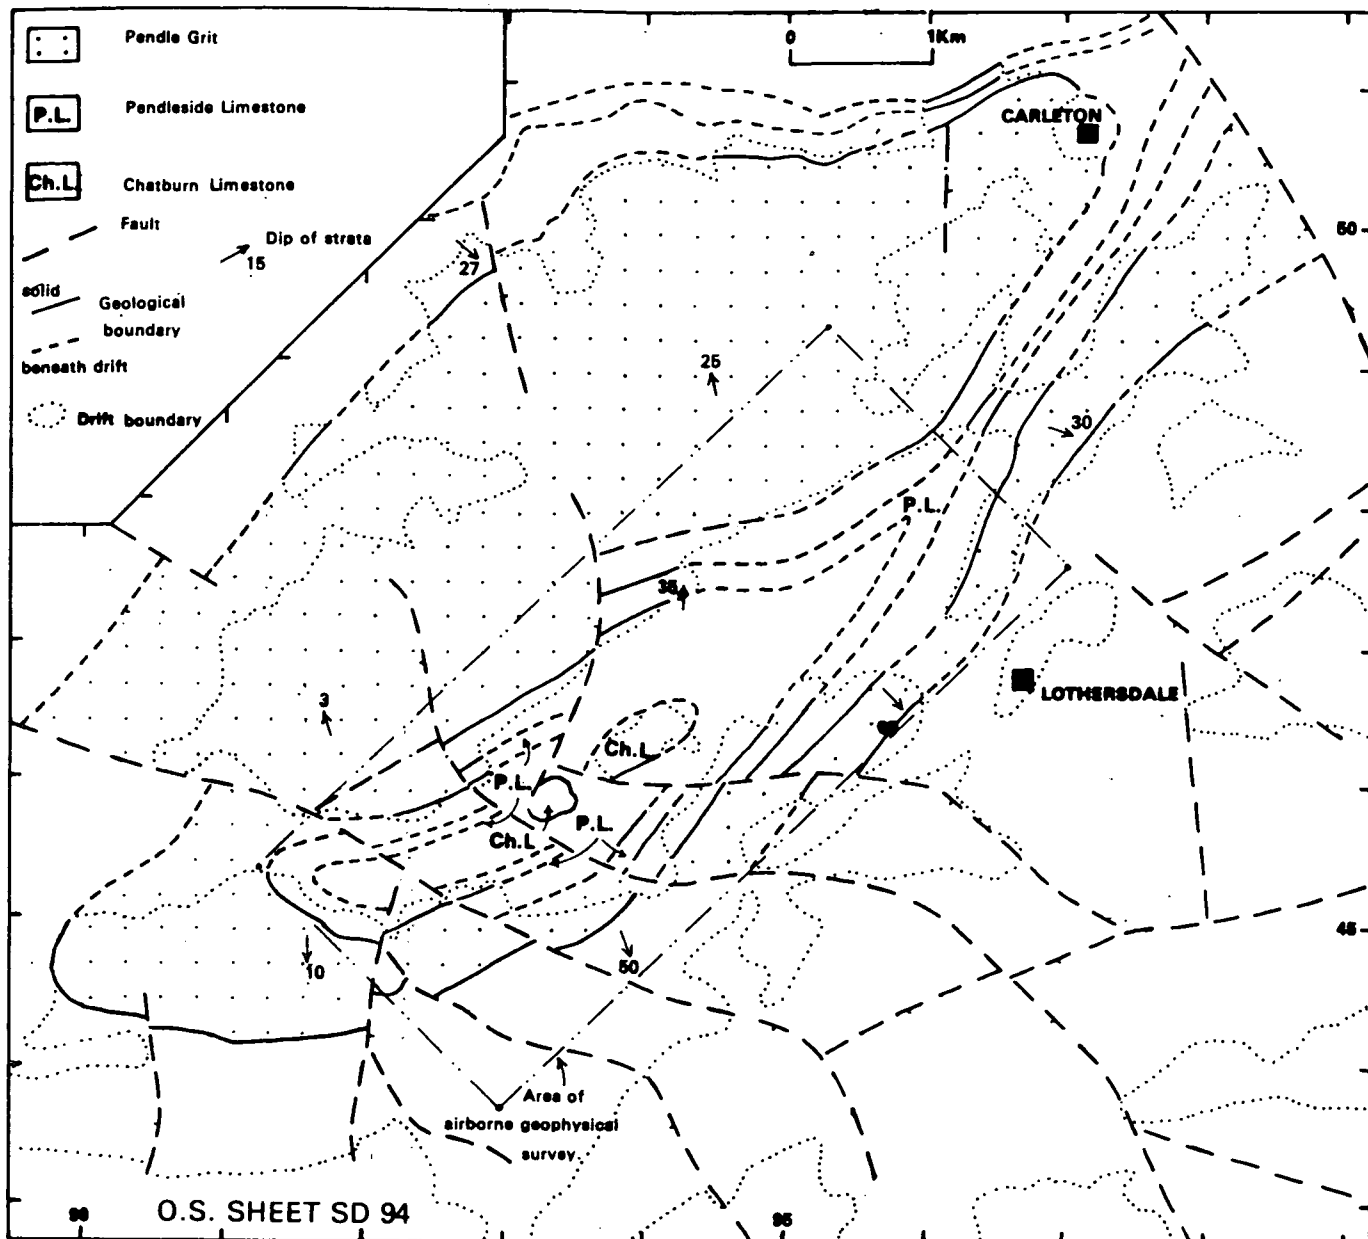 Pendle Grit
P.L.
Pendleside Limestone
Ch.L.
Chatburn Limestone
Fault
Dip of strata
15
solid
Geological
boundary
beneath drift
Drift boundary
0 1Km
CARLETON
50
27
25
30
P.L.
35
LOTHERSDALE
3
Ch.L.
P.L.
Ch.L
P.L.
45
10
50
Area of
airborne geophysical
survey
O.S. SHEET SD 94
90
95